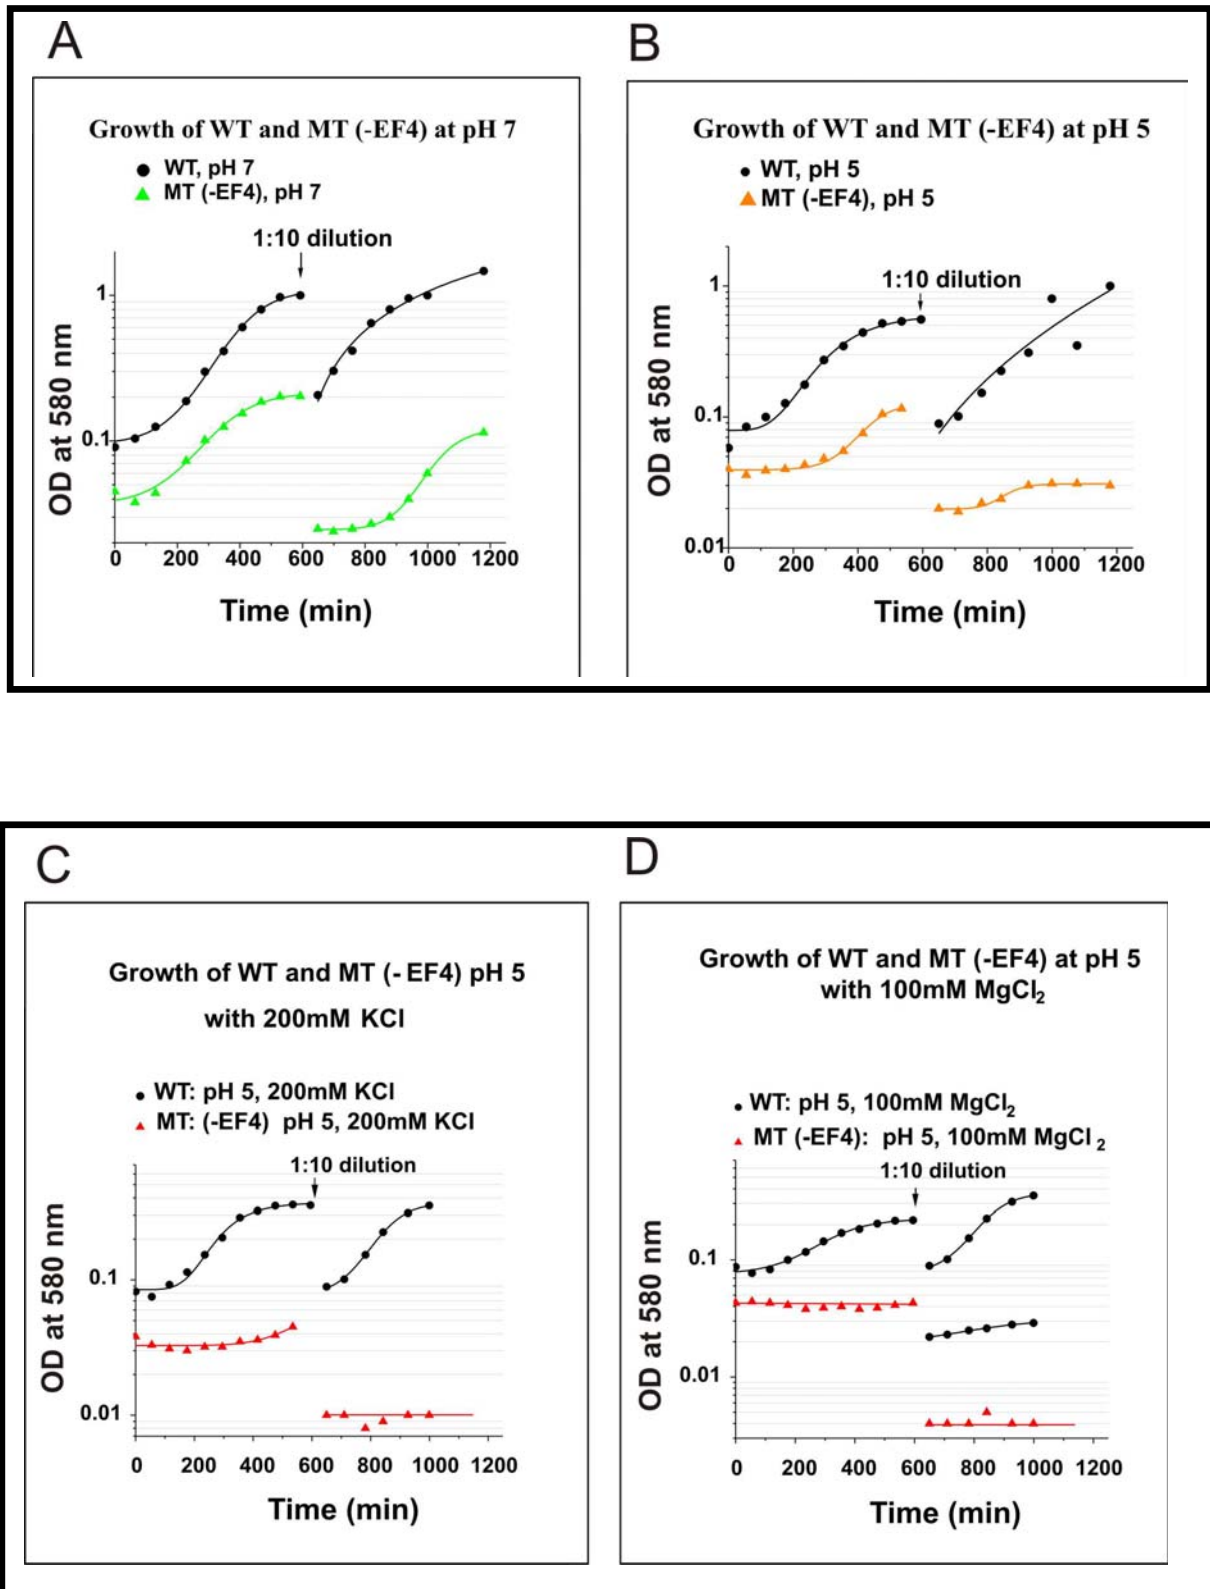 A
Growth of WT and MT (-EF4) at pH 7
WT, pH 7
MT (-EF4), pH 7
1:10 dilution
1
0.1
OD at 580 nm
0 200 400 600 800 1000 1200
Time (min)
B
Growth of WT and MT (-EF4) at pH 5
WT, pH 5
MT (-EF4), pH 5
1:10 dilution
1
0.1
0.01
OD at 580 nm
0 200 400 600 800 1000 1200
Time (min)
C
Growth of WT and MT (- EF4) pH 5
with 200mM KCl
WT: pH 5, 200mM KCl
MT: (-EF4) pH 5, 200mM KCl
1:10 dilution
0.1
0.01
OD at 580 nm
0 200 400 600 800 1000 1200
Time (min)
D
Growth of WT and MT (-EF4) at pH 5
with 100mM MgCl₂
WT: pH 5, 100mM MgCl₂
MT (-EF4): pH 5, 100mM MgCl₂
1:10 dilution
0.1
0.01
OD at 580 nm
0 200 400 600 800 1000 1200
Time (min)